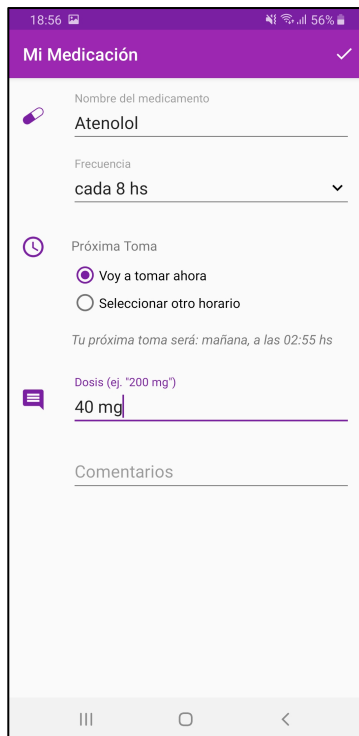 18:56 56%
Mi Medicación
Nombre del medicamento
Atenolol
Frecuencia
cada 8 hs
Próxima Toma
Voy a tomar ahora
Seleccionar otro horario
Tu próxima toma será: mañana, a las 02:55 hs
Dosis (ej. "200 mg")
40 mg
Comentarios